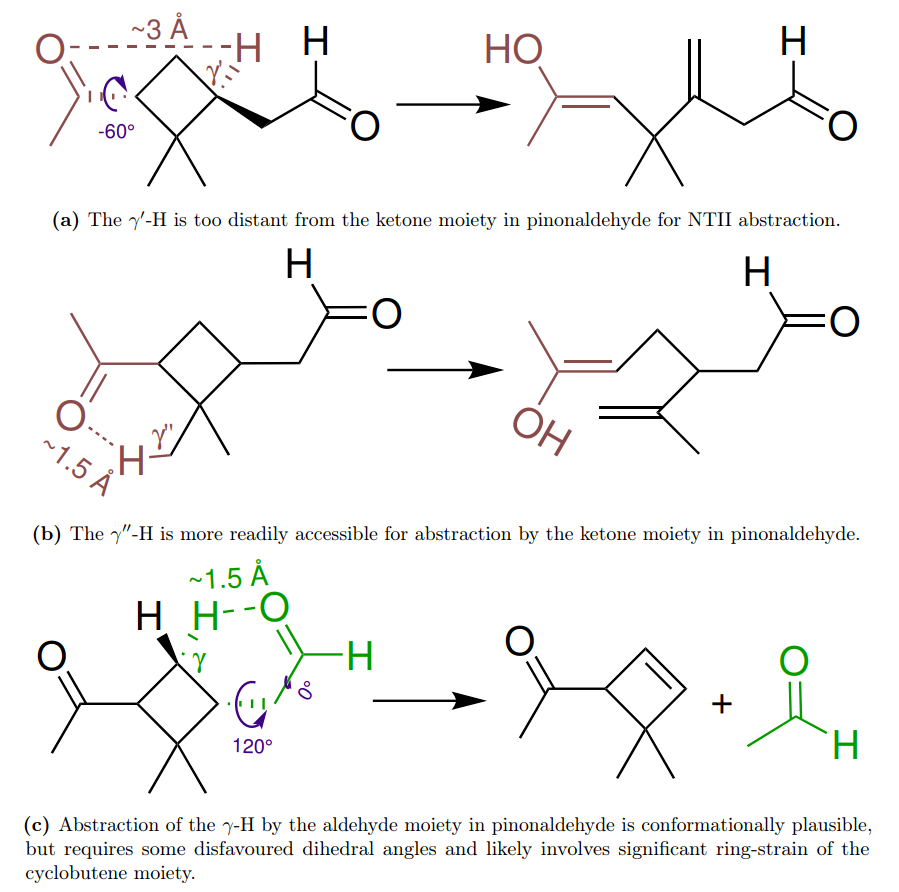 ~3 Å
O H H HO H
γ'
-60° O O
(a) The γ′-H is too distant from the ketone moiety in pinonaldehyde for NTII abstraction.
H H
O O
O γ'' OH
~1.5 Å H
(b) The γ′′-H is more readily accessible for abstraction by the ketone moiety in pinonaldehyde.
~1.5 Å
H H O
O γ H O O
0°
120° + H
(c) Abstraction of the γ-H by the aldehyde moiety in pinonaldehyde is conformationally plausible,
but requires some disfavoured dihedral angles and likely involves significant ring-strain of the
cyclobutene moiety.